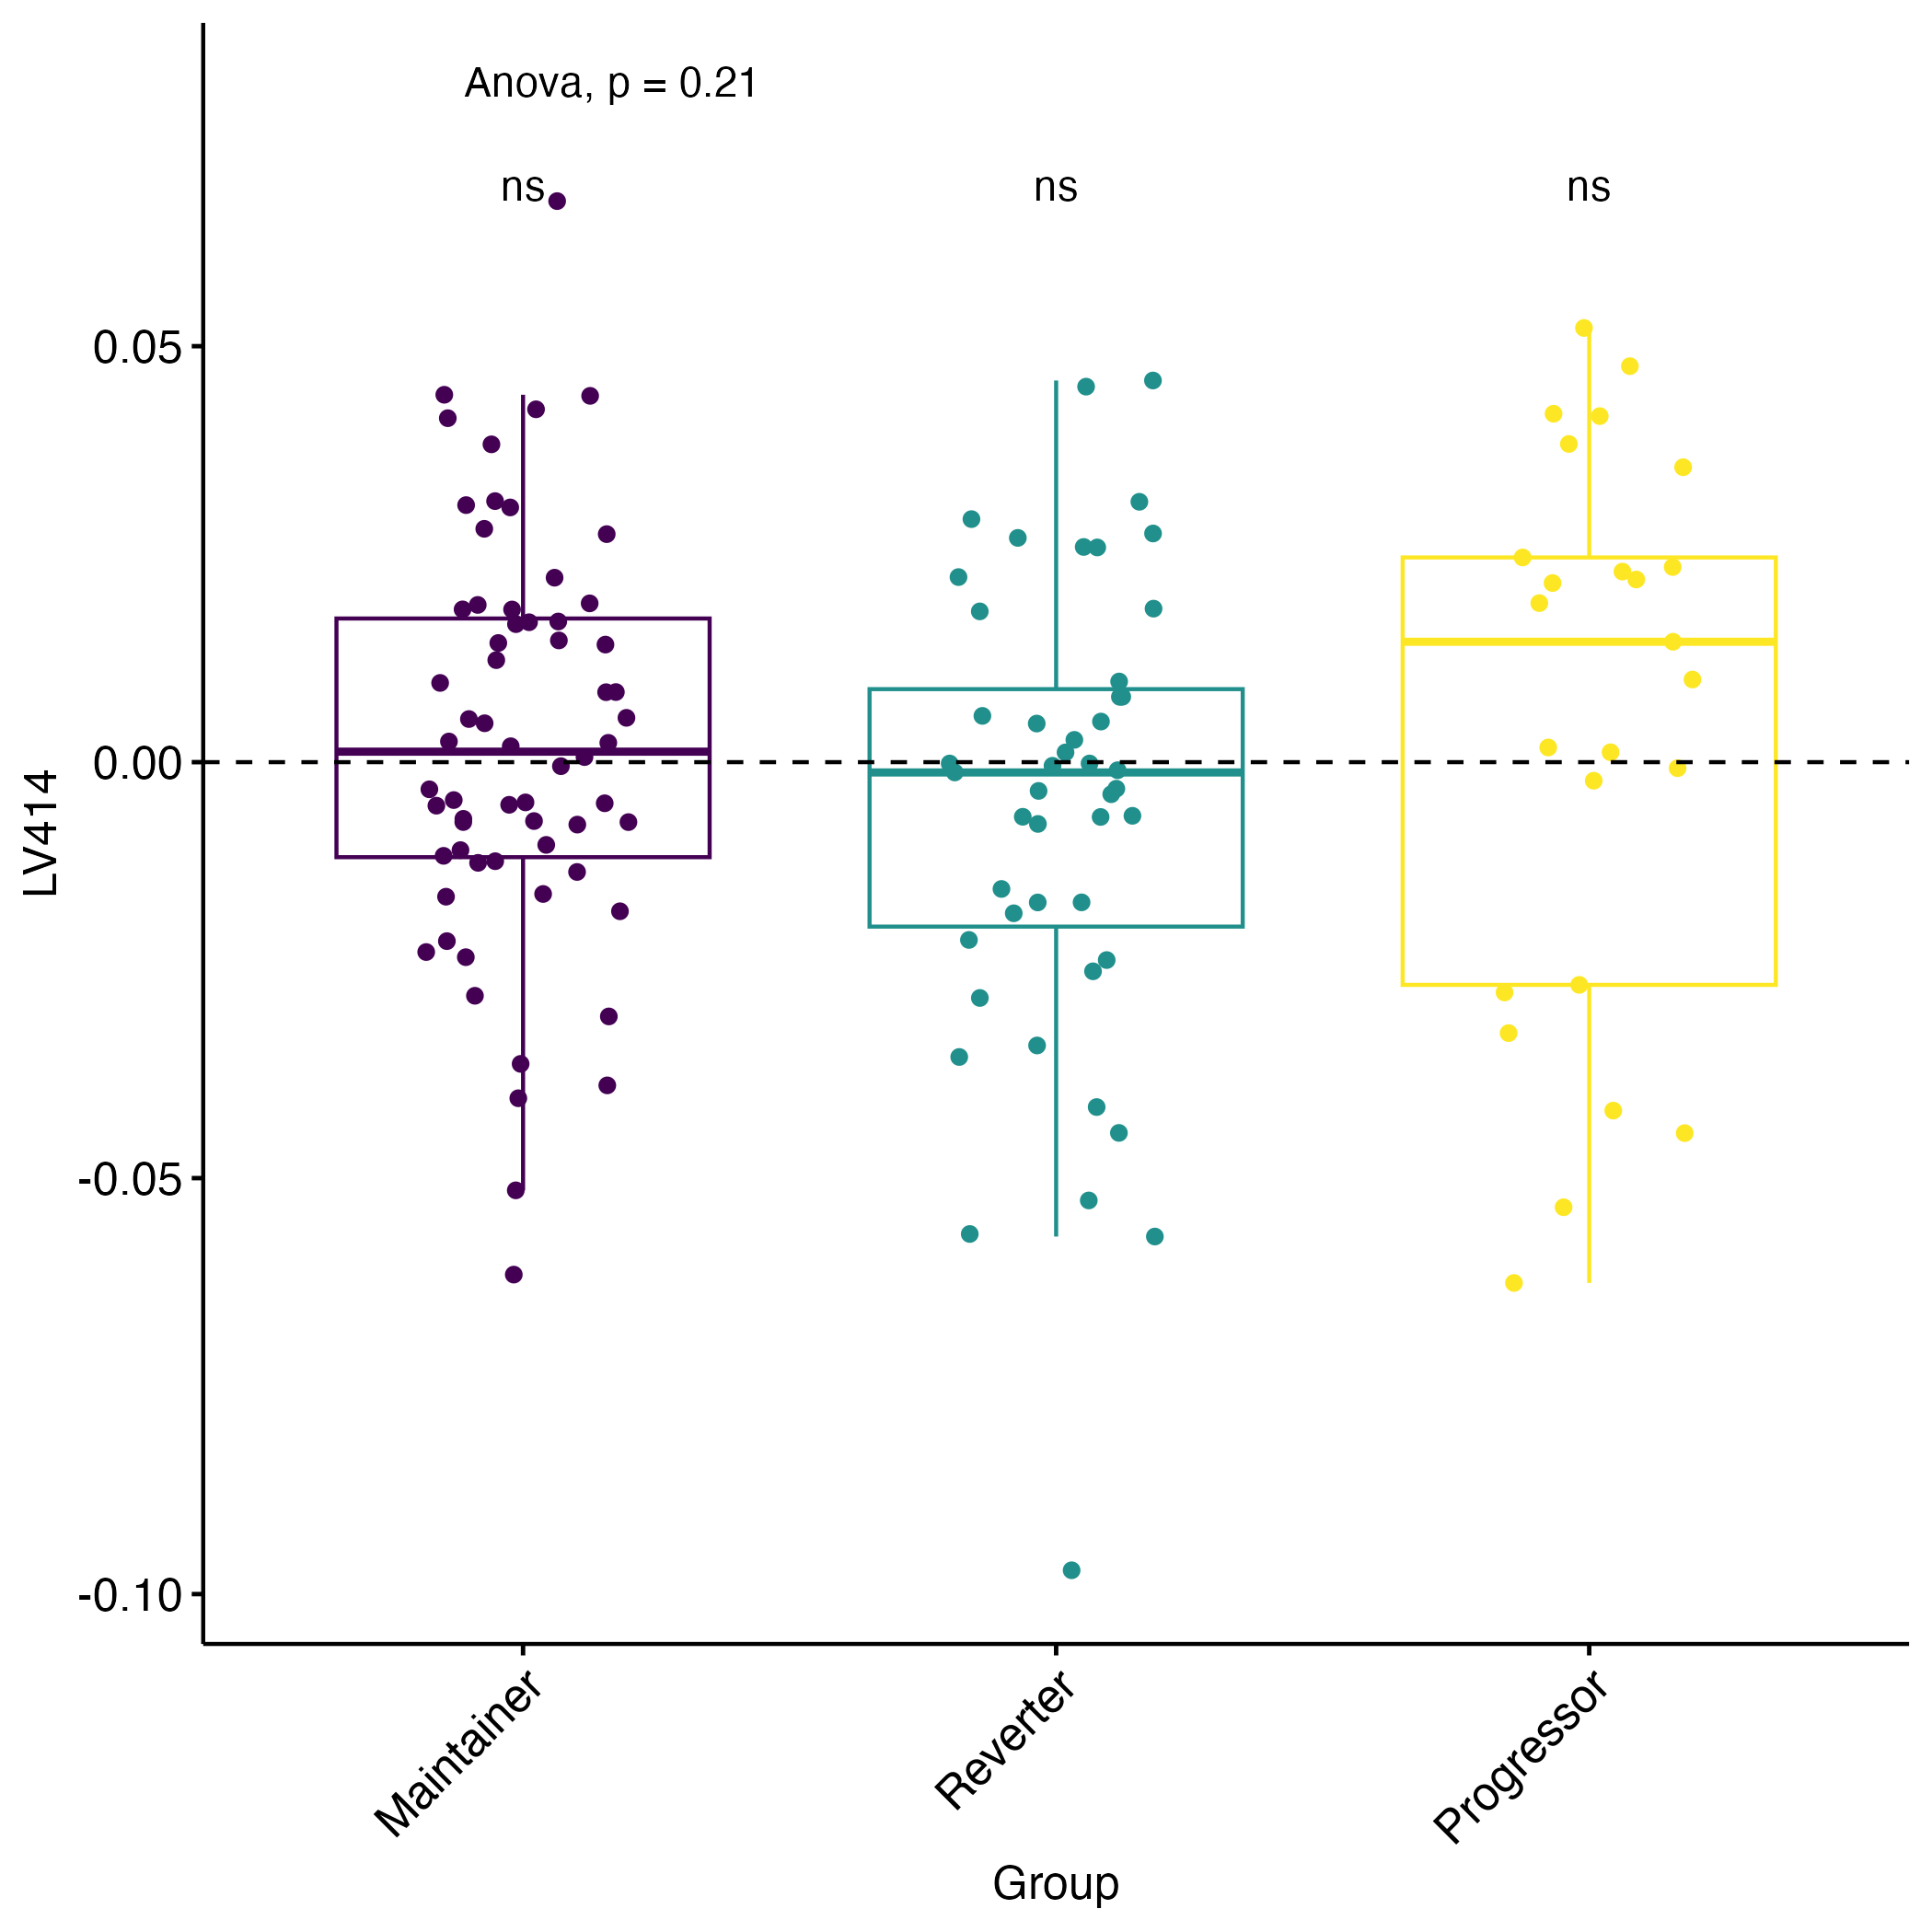 Anova, p = 0.21
ns
ns
ns
0.05
0.00
-0.05
-0.10
LV414
Maintainer
Reverter
Progressor
Group